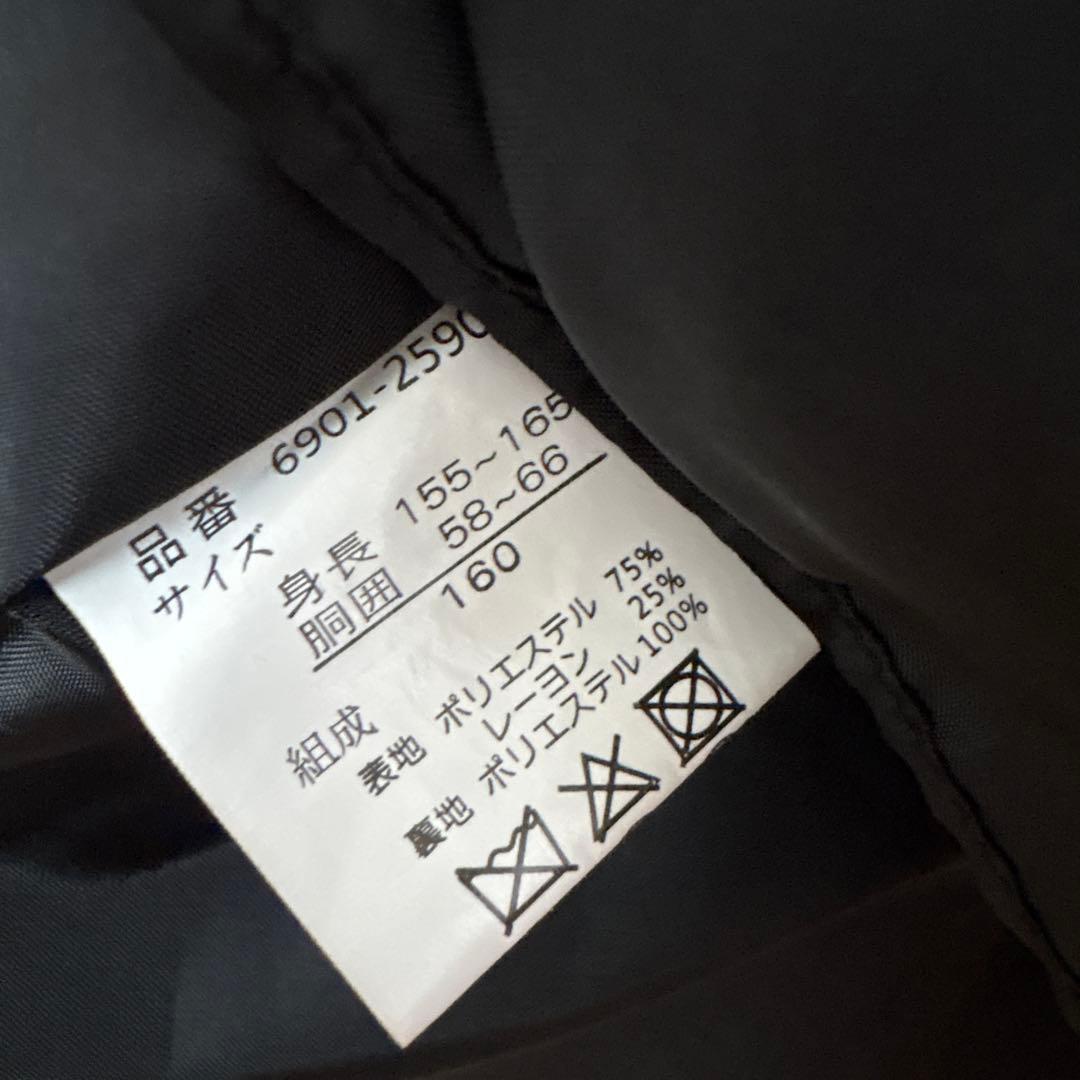 品番 6901-2590
サイズ
身長 155~165
胴囲 58~66
160
組成
表地 ポリエステル 75%
レーヨン 25%
裏地 ポリエステル 100%